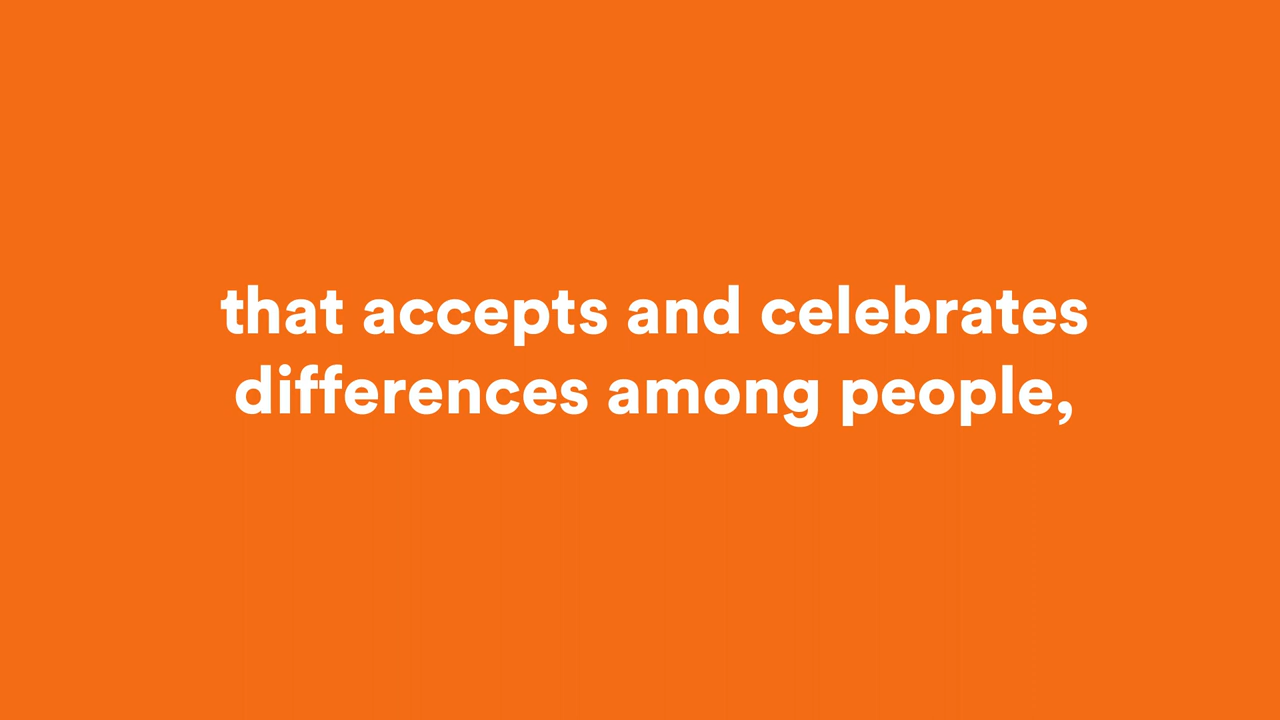 that accepts and celebrates
differences among people,